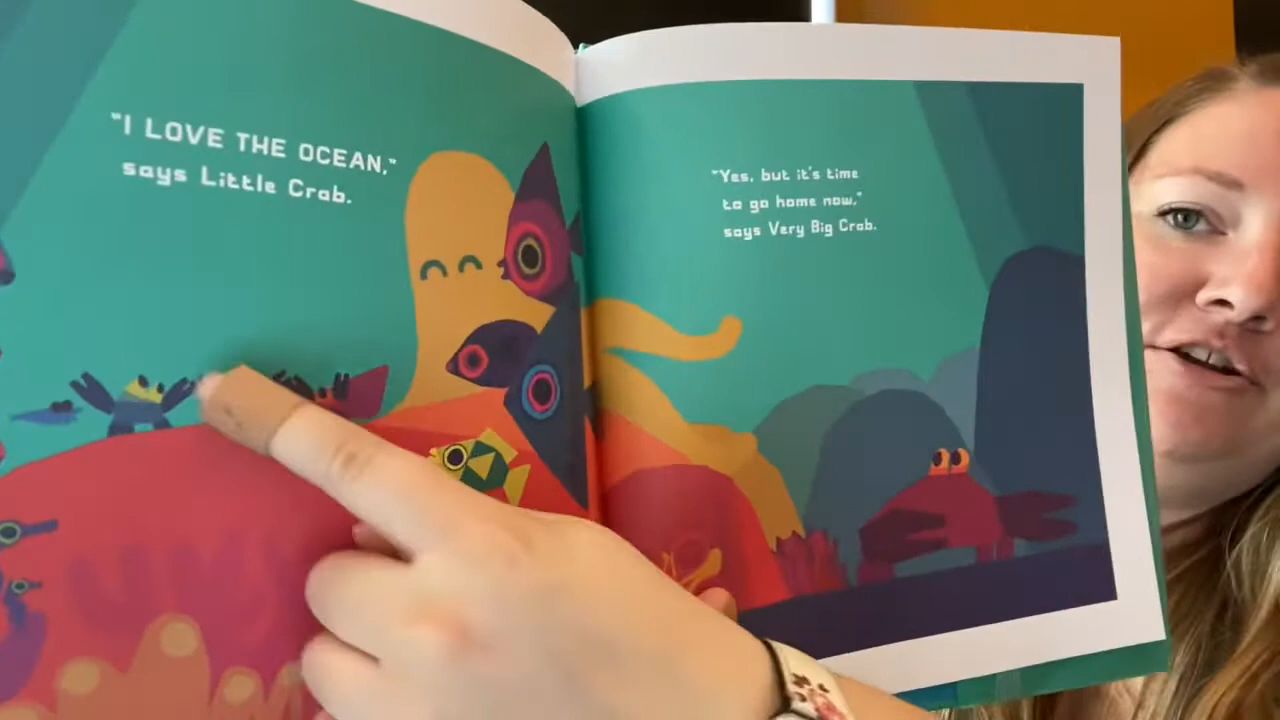 "I LOVE THE OCEAN,"
says Little Crab.
"Yes, but it's time
to go home now,"
says Very Big Crab.